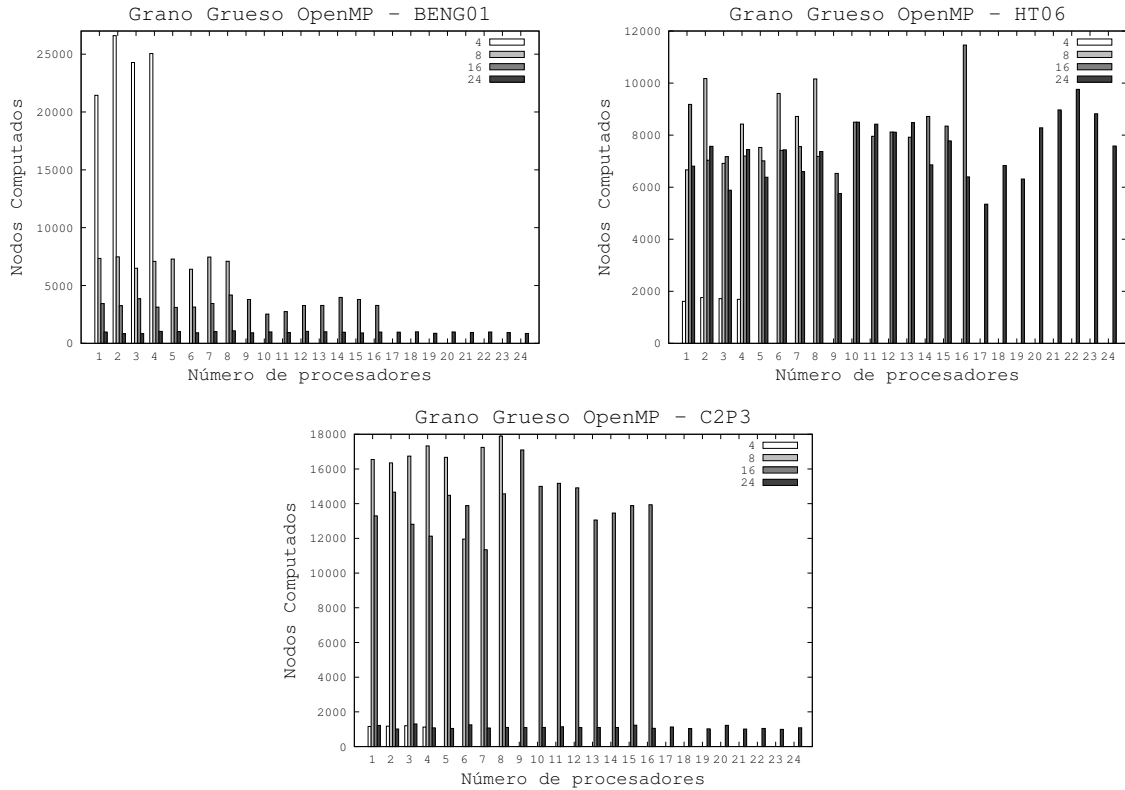 Grano Grueso OpenMP − BENG01
Nodos Computados
25000
20000
15000
10000
5000
0
4
8
16
24
1 2 3 4 5 6 7 8 9 10 11 12 13 14 15 16 17 18 19 20 21 22 23 24
Número de procesadores
Grano Grueso OpenMP − HT06
Nodos Computados
12000
10000
8000
6000
4000
2000
0
4
8
16
24
1 2 3 4 5 6 7 8 9 10 11 12 13 14 15 16 17 18 19 20 21 22 23 24
Número de procesadores
Grano Grueso OpenMP − C2P3
Nodos Computados
18000
16000
14000
12000
10000
8000
6000
4000
2000
0
4
8
16
24
1 2 3 4 5 6 7 8 9 10 11 12 13 14 15 16 17 18 19 20 21 22 23 24
Número de procesadores